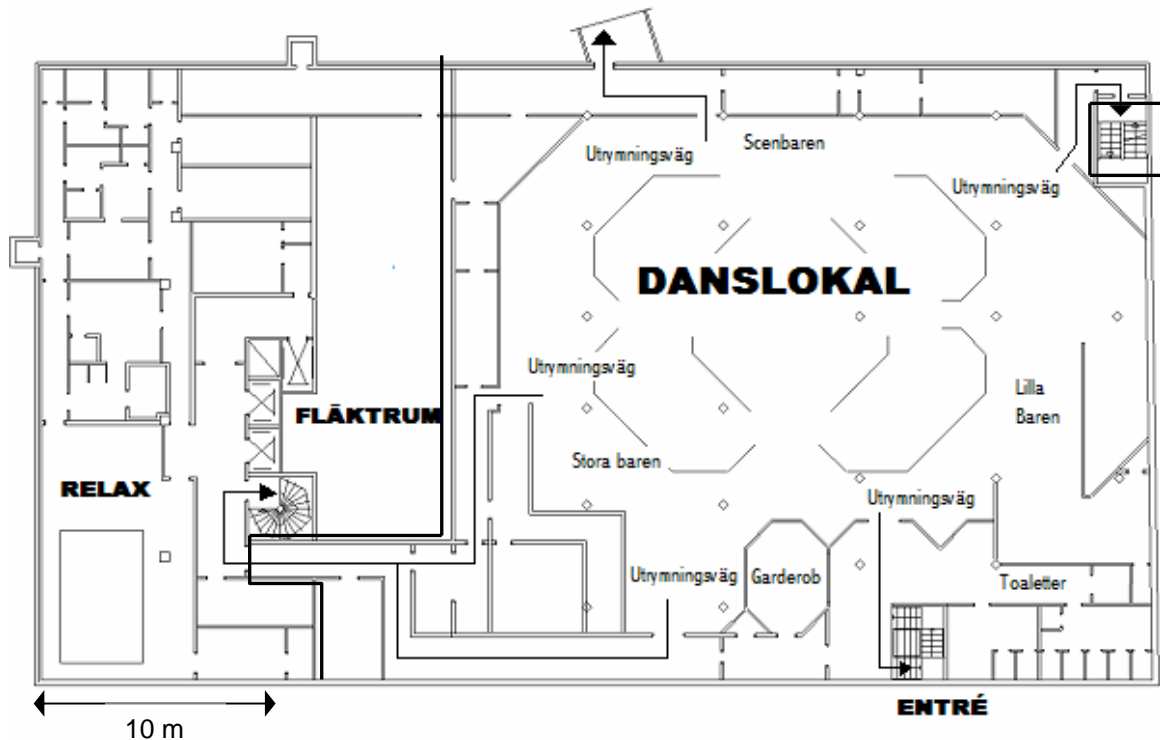 Scenbaren
Utrymningsväg
Utrymningsväg
DANSLOKAL
Utrymningsväg
Lilla
Baren
FLÄKTRUM
Stora baren
RELAX
Utrymningsväg
Utrymningsväg
Garderob
Toaletter
ENTRÉ
10 m